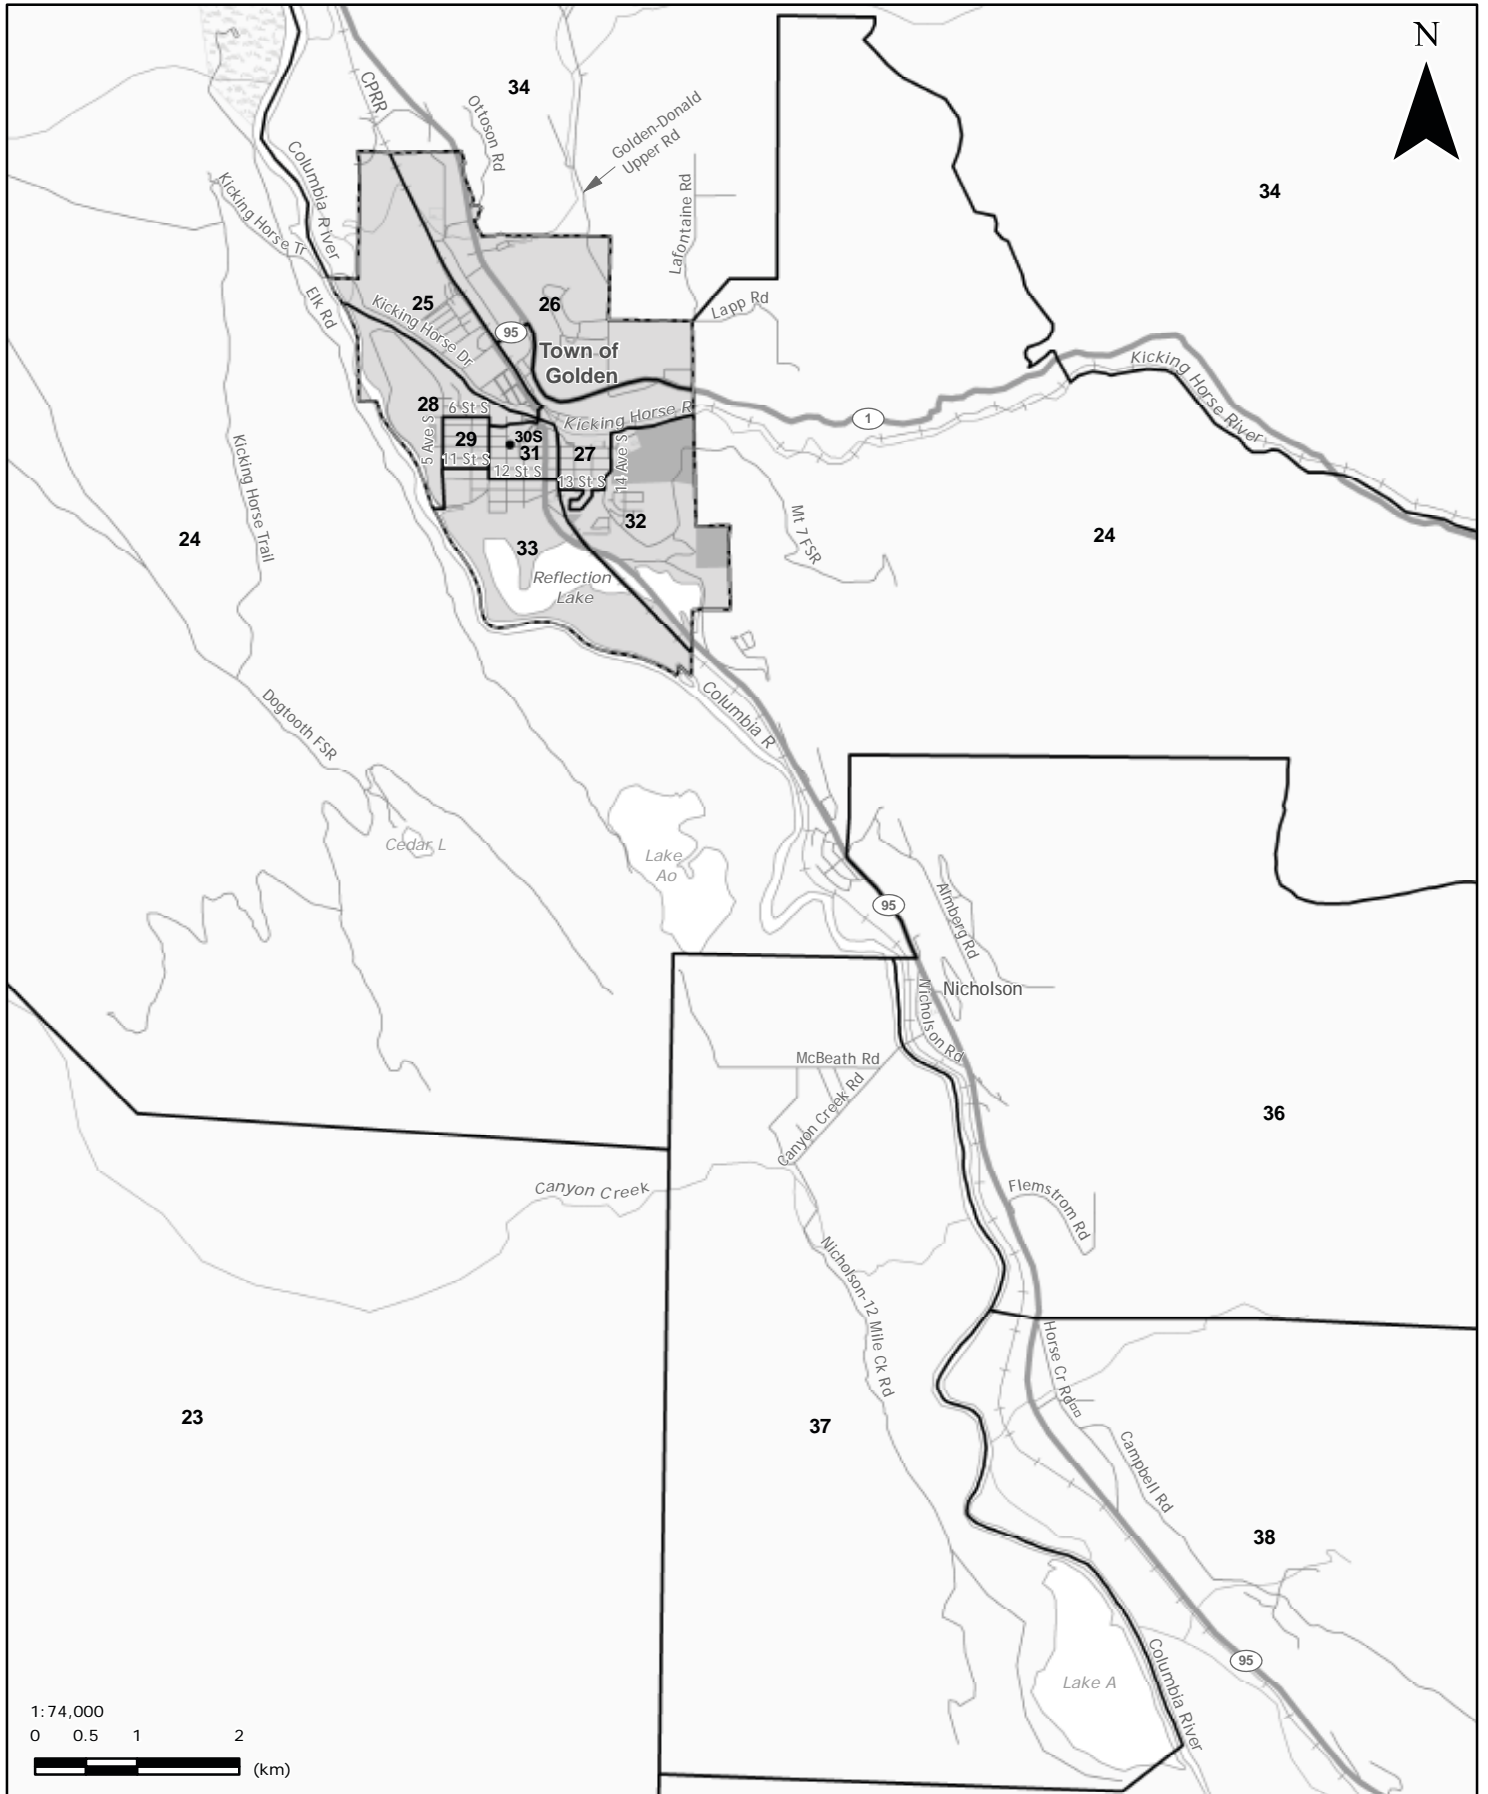 N
34
CPRR
Ottoson Rd
Golden-Donald
Upper Rd
34
Columbia River
Kicking Horse Tr
Lafontaine Rd
Elk Rd
25
Kicking Horse Dr
26
95
Town of
Golden
Lapp Rd
Kicking Horse River
1
28
6 St S
Kicking Horse R
5 Ave S
29
30S
31
27
14 Ave S
11 St S
12 St S
13 St S
32
Kicking Horse Trail
24
33
Mt 7 FSR
24
Reflection
Lake
Columbia R
Dogtooth FSR
Cedar L
Lake
Ao
95
Almberg Rd
Nicholson
Nicholson Rd
McBeath Rd
Canyon Creek Rd
36
Canyon Creek
Flemstrom Rd
Nicholson-12 Mile Ck Rd
Horse Cr Rd
23
37
Campbell Rd
38
Columbia River
95
Lake A
1:74,000
0 0.5 1 2
(km)